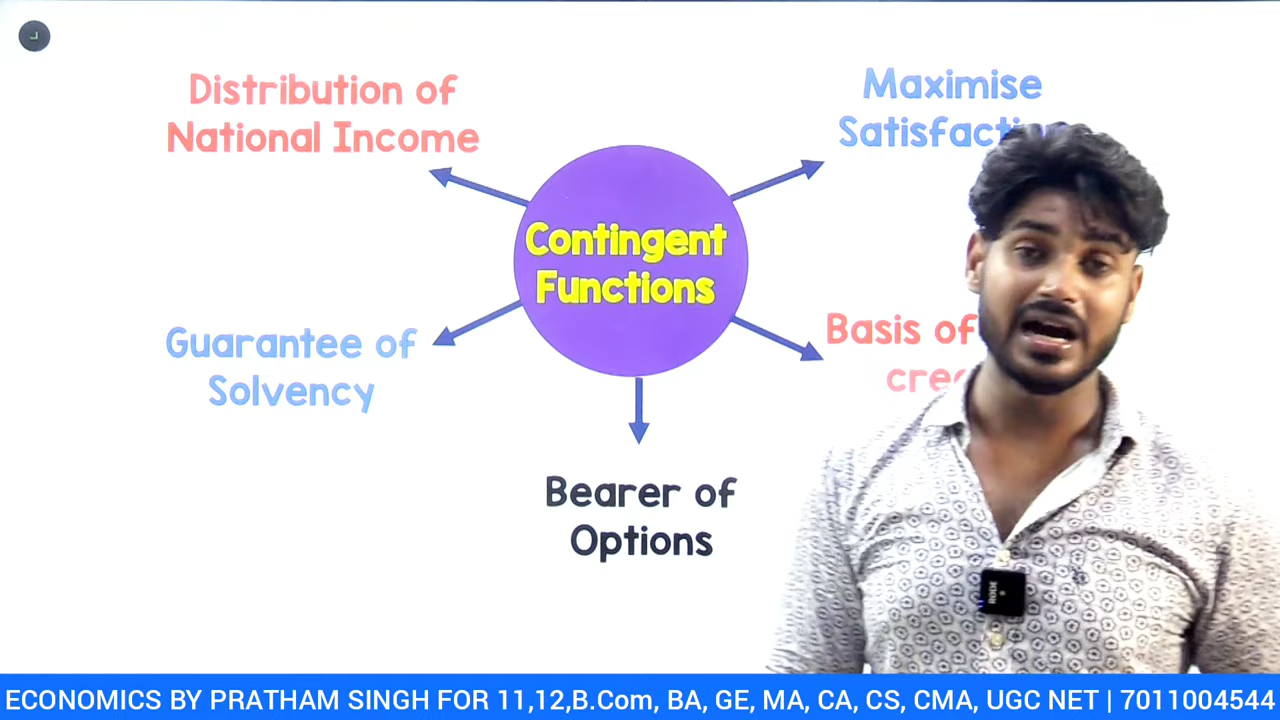 Distribution of
National Income
Maximise
Contingent
Functions
Guarantee of
Solvency
Basis of
Bearer of
Options
RODE
ECONOMICS BY PRATHAM SINGH FOR 11,12,B.Com, BA, GE, MA, CA, CS, CMA, UGC NET | 7011004544